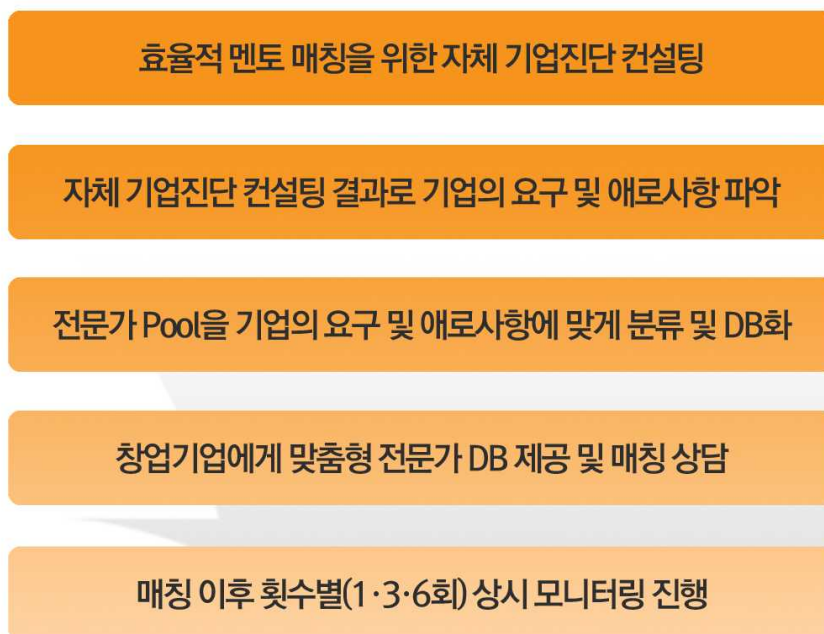 효율적 멘토 매칭을 위한 자체 기업진단 컨설팅
자체 기업진단 컨설팅 결과로 기업의 요구 및 애로사항 파악
전문가 Pool을 기업의 요구 및 애로사항에 맞게 분류 및 DB화
창업기업에게 맞춤형 전문가 DB 제공 및 매칭 상담
매칭 이후 횟수별(1·3·6회) 상시 모니터링 진행